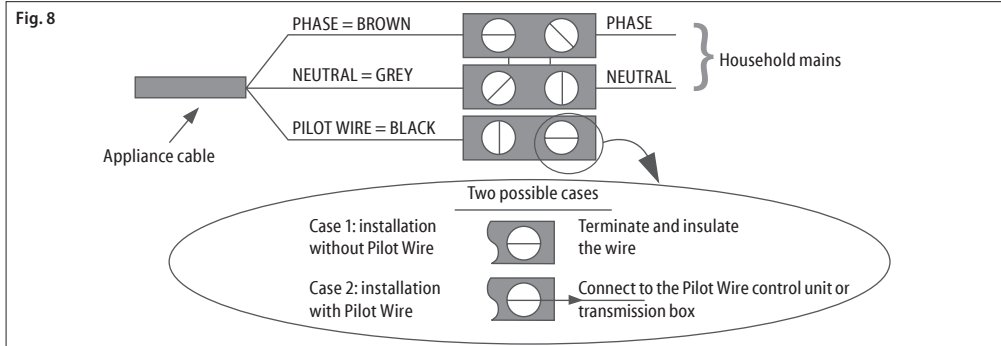 Fig. 8
PHASE = BROWN
PHASE
NEUTRAL = GREY
NEUTRAL
Household mains
PILOT WIRE = BLACK
Appliance cable
Two possible cases
Case 1: installation
without Pilot Wire
Terminate and insulate
the wire
Case 2: installation
with Pilot Wire
Connect to the Pilot Wire control unit or
transmission box